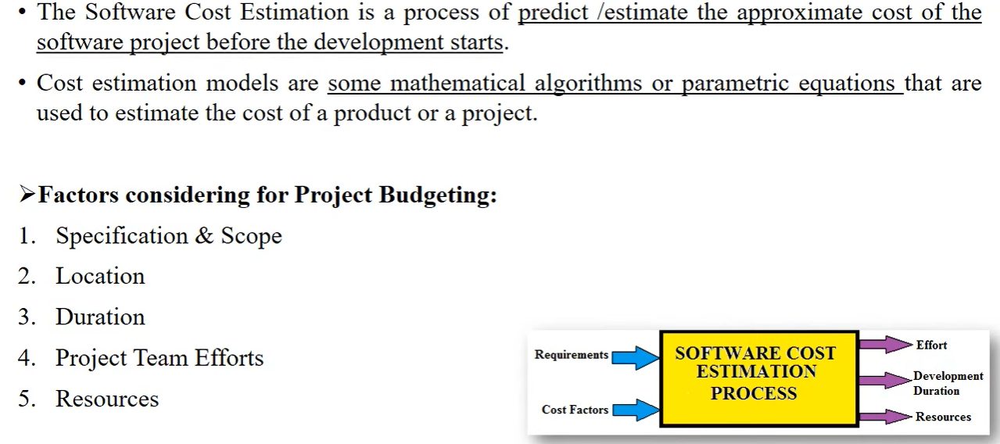 • The Software Cost Estimation is a process of predict /estimate the approximate cost of the
software project before the development starts.
• Cost estimation models are some mathematical algorithms or parametric equations that are
used to estimate the cost of a product or a project.
➢Factors considering for Project Budgeting:
1. Specification & Scope
2. Location
3. Duration
4. Project Team Efforts
5. Resources
Requirements
Cost Factors
SOFTWARE COST
ESTIMATION
PROCESS
Effort
Development
Duration
Resources